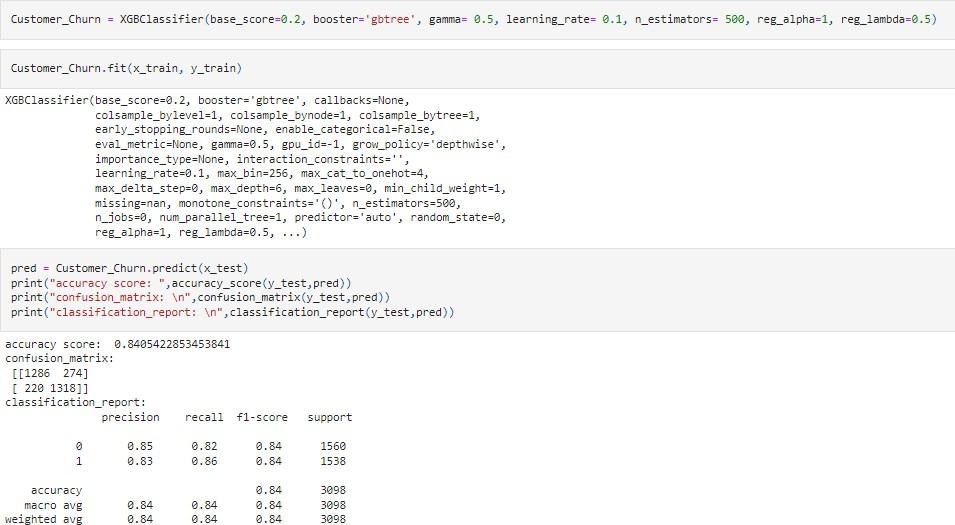 Customer_Churn = XGBClassifier(base_score=0.2, booster='gbtree', gamma= 0.5, learning_rate= 0.1, n_estimators= 500, reg_alpha=1, reg_lambda=0.5)
Customer_Churn.fit(x_train, y_train)
XGBClassifier(base_score=0.2, booster='gbtree', callbacks=None,
colsample_bylevel=1, colsample_bynode=1, colsample_bytree=1,
early_stopping_rounds=None, enable_categorical=False,
eval_metric=None, gamma=0.5, gpu_id=-1, grow_policy='depthwise',
importance_type=None, interaction_constraints='',
learning_rate=0.1, max_bin=256, max_cat_to_onehot=4,
max_delta_step=0, max_depth=6, max_leaves=0, min_child_weight=1,
missing=nan, monotone_constraints='()', n_estimators=500,
n_jobs=0, num_parallel_tree=1, predictor='auto', random_state=0,
reg_alpha=1, reg_lambda=0.5, ...)
pred = Customer_Churn.predict(x_test)
print("accuracy score: ",accuracy_score(y_test,pred))
print("confusion_matrix: \n",confusion_matrix(y_test,pred))
print("classification_report: \n",classification_report(y_test,pred))
accuracy score:  0.8405422853453841
confusion_matrix:
[[1286  274]
[ 220 1318]]
classification_report:
precision    recall  f1-score   support
0       0.85      0.82      0.84      1560
1       0.83      0.86      0.84      1538
accuracy                           0.84      3098
macro avg       0.84      0.84      0.84      3098
weighted avg       0.84      0.84      0.84      3098